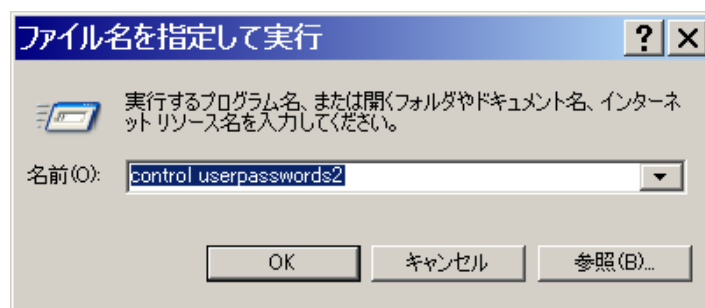 ファイル名を指定して実行
実行するプログラム名、または開くフォルダやドキュメント名、インターネ
ット リソース名を入力してください。
名前(O): control userpasswords2
OK キャンセル 参照(B)...